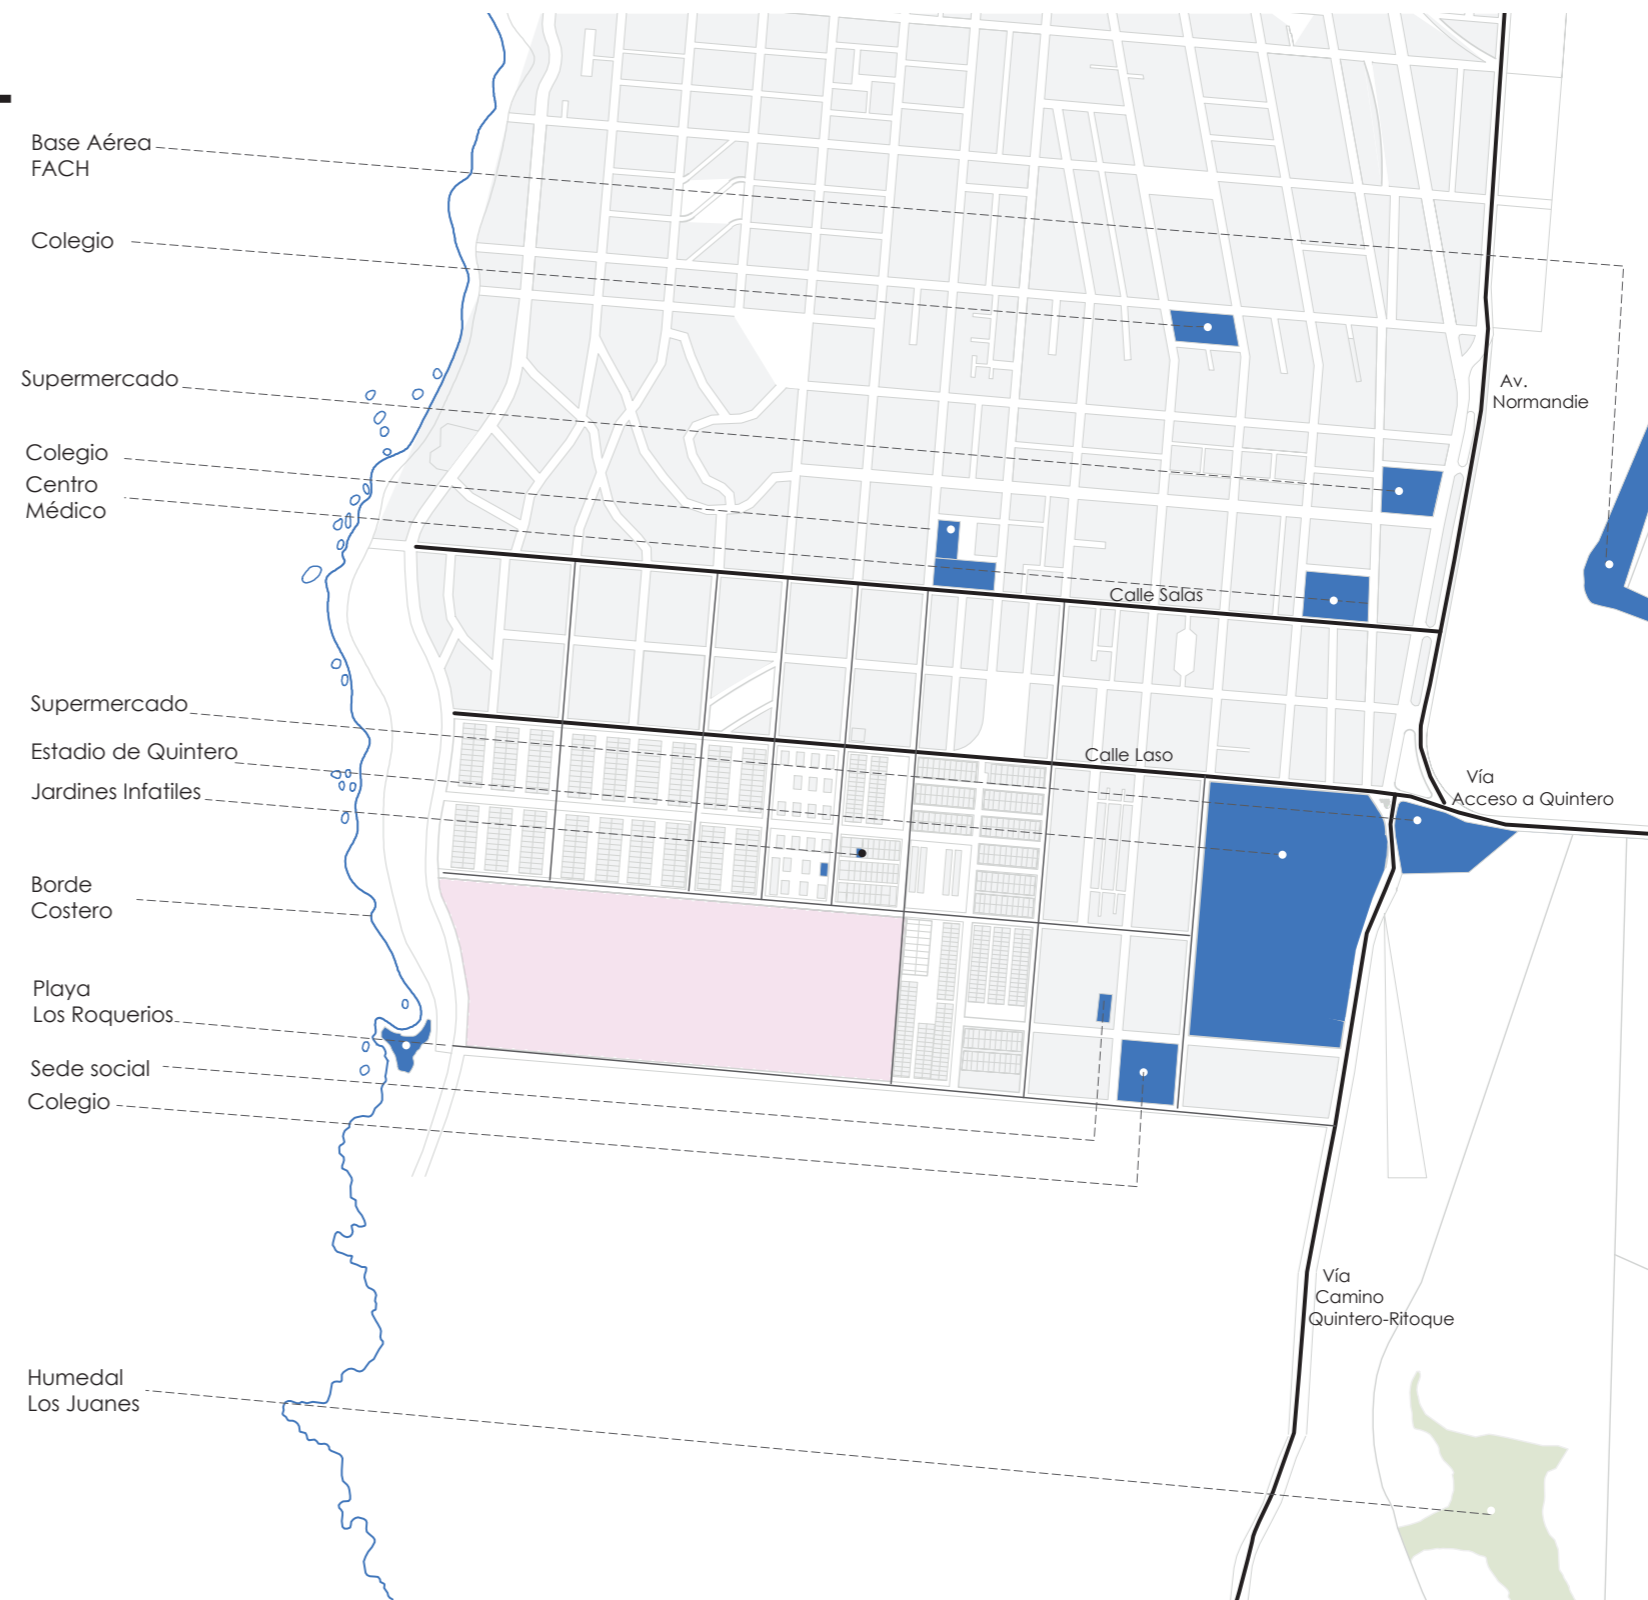 Base Aérea
FACH
Colegio
Supermercado
Av.
Normandie
Colegio
Centro
Médico
Calle Salas
Supermercado
Estadio de Quintero
Calle Laso
Jardines Infatiles
Vía
Acceso a Quintero
Borde
Costero
Playa
Los Roquerios
Sede social
Colegio
Vía
Camino
Quintero-Ritoque
Humedal
Los Juanes